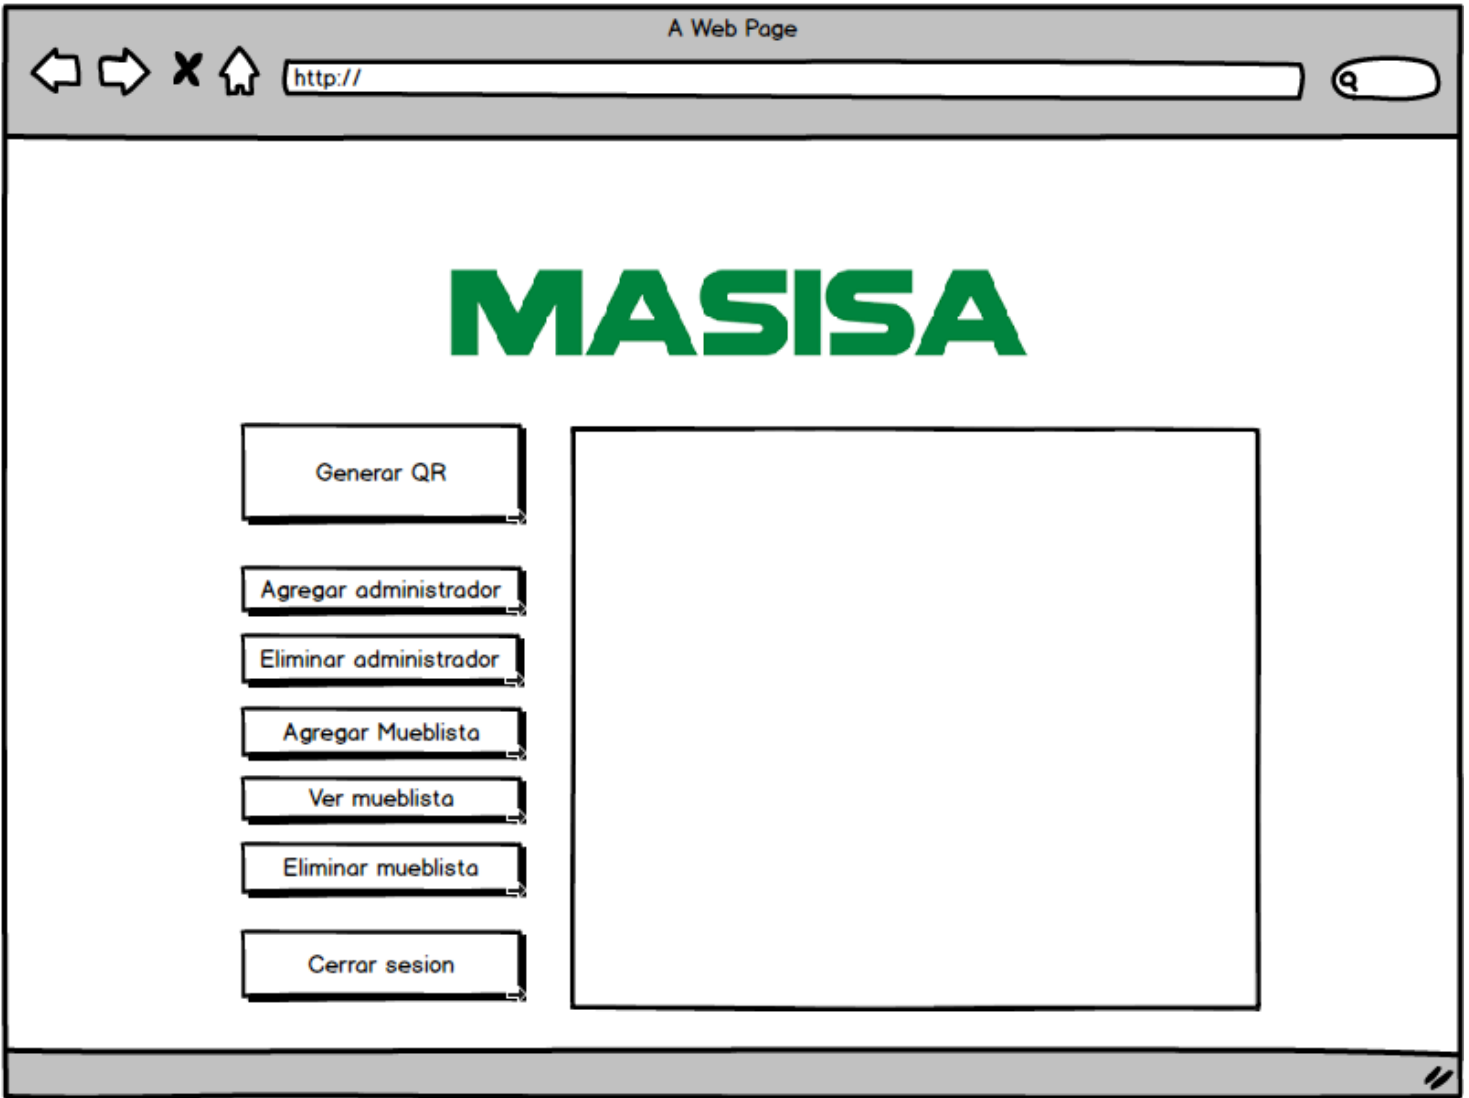 A Web Page
http://
MASISA
Generar QR
Agregar administrador
Eliminar administrador
Agregar Mueblista
Ver mueblista
Eliminar mueblista
Cerrar sesion